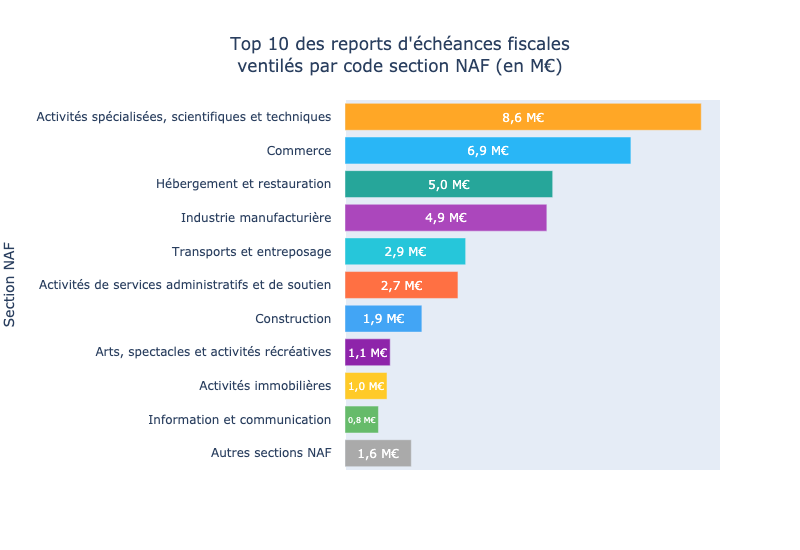 Top 10 des reports d'échéances fiscales
ventilés par code section NAF (en M€)
Section NAF
Activités spécialisées, scientifiques et techniques 8,6 M€
Commerce 6,9 M€
Hébergement et restauration 5,0 M€
Industrie manufacturière 4,9 M€
Transports et entreposage 2,9 M€
Activités de services administratifs et de soutien 2,7 M€
Construction 1,9 M€
Arts, spectacles et activités récréatives 1,1 M€
Activités immobilières 1,0 M€
Information et communication 0,8 M€
Autres sections NAF 1,6 M€